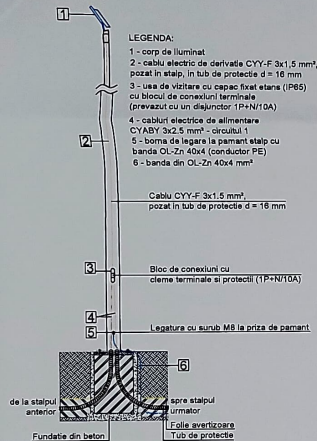 1
LEGENDA:
1 - corp de iluminat
2 - cablu electric de derivatie CYY-F 3x1,5 mm²,
pozat in stalp, in tub de protectie d = 16 mm
3 - usa de vizitare cu capac fixat etans (IP65)
cu blocul de conexiuni terminale
(prevazut cu un disjunctor 1P+N/10A)
4 - cabluri electrice de alimentare
CYABY 3x2.5 mm² - circuitul 1
5 - borna de legare la pamant stalp cu
banda OL-Zn 40x4 (conductor PE)
6 - banda din OL-Zn 40x4 mm²
2
Cablu CYY-F 3x1.5 mm²,
pozat in tub de protectie d = 16 mm
3
Bloc de conexiuni cu
cleme terminale si protectii (1P+N/10A)
4
5
Legatura cu surub M8 la priza de pamant
6
de la stalpul
anterior
spre stalpul
urmator
Folie avertizoare
Fundatie din beton
Tub de protectie